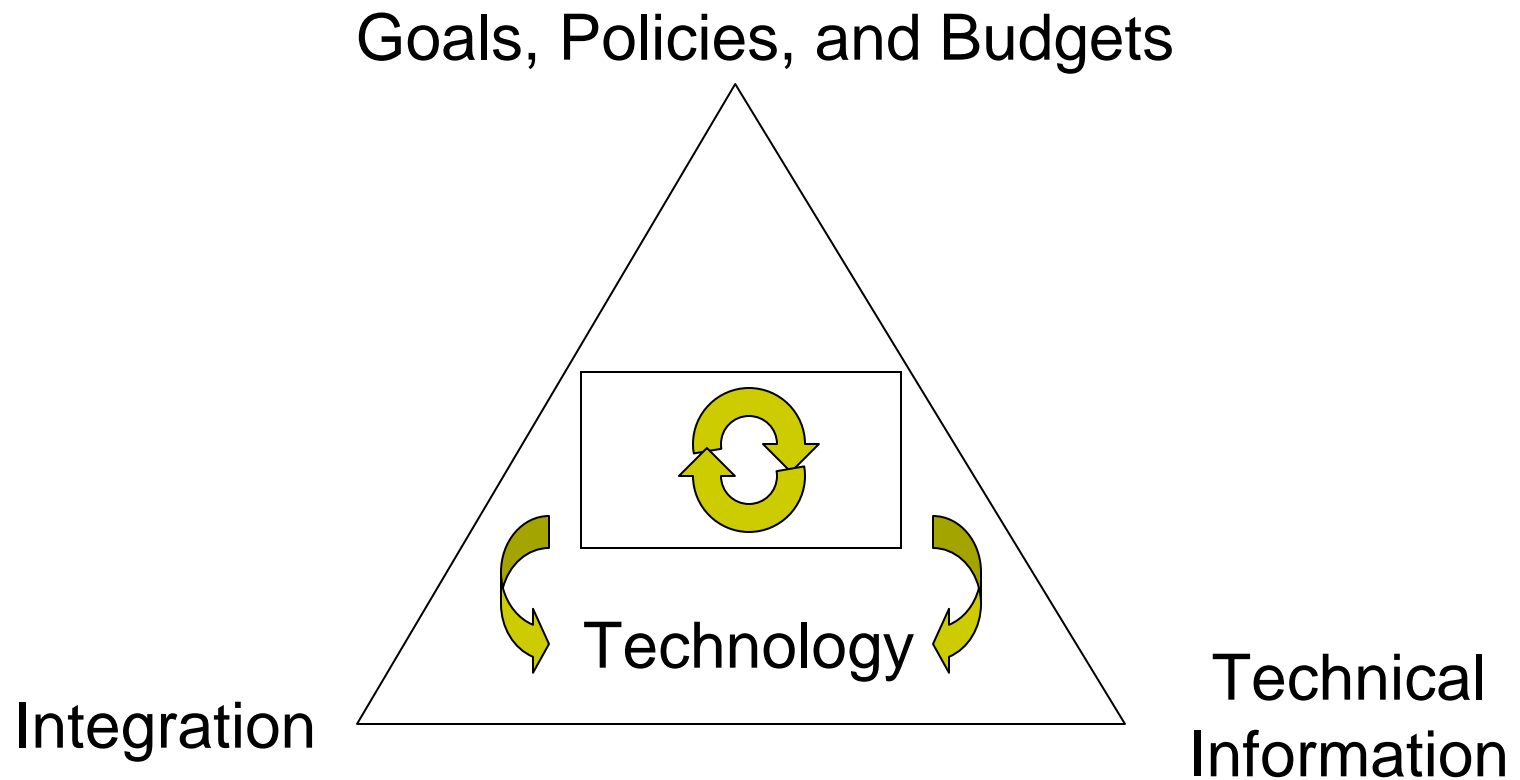 Goals, Policies, and Budgets
Technology
Integration
Technical
Information